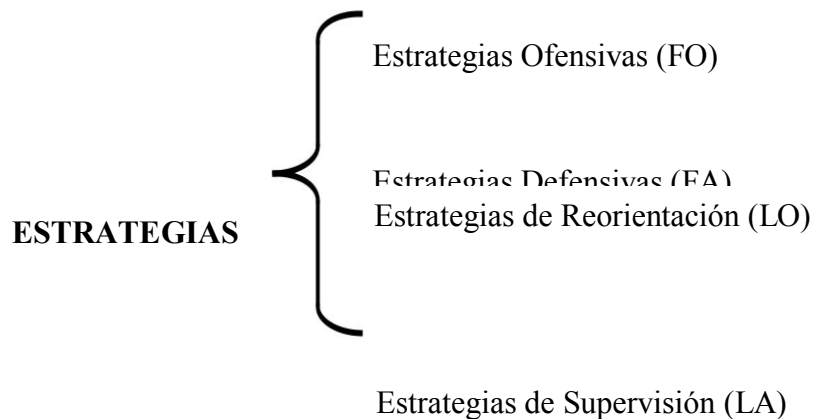 Estrategias Ofensivas (FO)
Estrategias Defensivas (FA)
Estrategias de Reorientación (LO)
ESTRATEGIAS
Estrategias de Supervisión (LA)